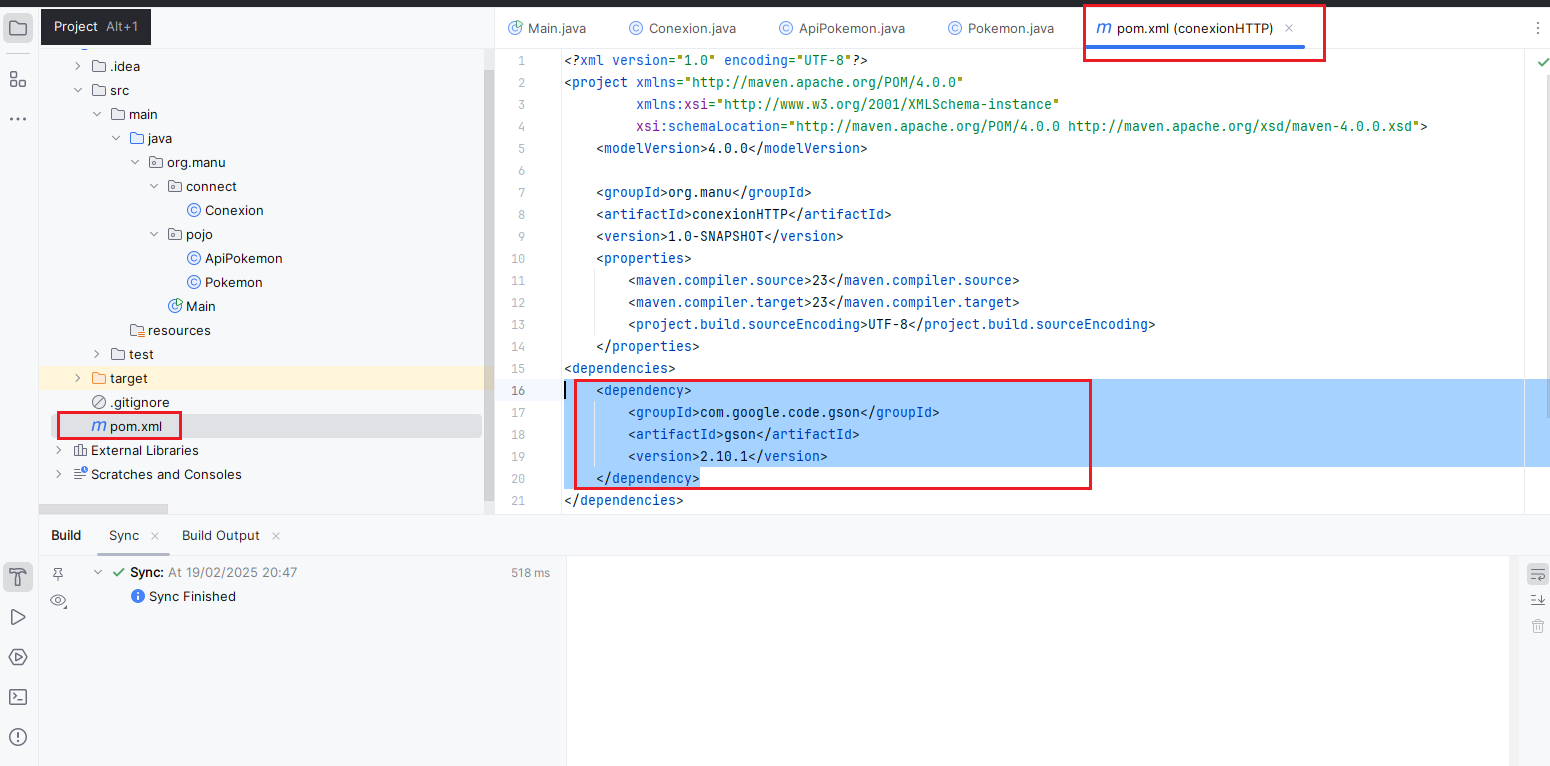 Project Alt+1
.idea
src
main
java
org.manu
connect
Conexion
pojo
ApiPokemon
Pokemon
Main
resources
test
target
.gitignore
pom.xml
External Libraries
Scratches and Consoles
Main.java Conexion.java ApiPokemon.java Pokemon.java pom.xml (conexionHTTP)
1 <?xml version="1.0" encoding="UTF-8"?>
2 <project xmlns="http://maven.apache.org/POM/4.0.0"
3 xmlns:xsi="http://www.w3.org/2001/XMLSchema-instance"
4 xsi:schemaLocation="http://maven.apache.org/POM/4.0.0 http://maven.apache.org/xsd/maven-4.0.0.xsd">
5 <modelVersion>4.0.0</modelVersion>
6
7 <groupId>org.manu</groupId>
8 <artifactId>conexionHTTP</artifactId>
9 <version>1.0-SNAPSHOT</version>
10 <properties>
11 <maven.compiler.source>23</maven.compiler.source>
12 <maven.compiler.target>23</maven.compiler.target>
13 <project.build.sourceEncoding>UTF-8</project.build.sourceEncoding>
14 </properties>
15 <dependencies>
16 <dependency>
17 <groupId>com.google.code.gson</groupId>
18 <artifactId>gson</artifactId>
19 <version>2.10.1</version>
20 </dependency>
21 </dependencies>
Build Sync Build Output
Sync: At 19/02/2025 20:47 518 ms
Sync Finished